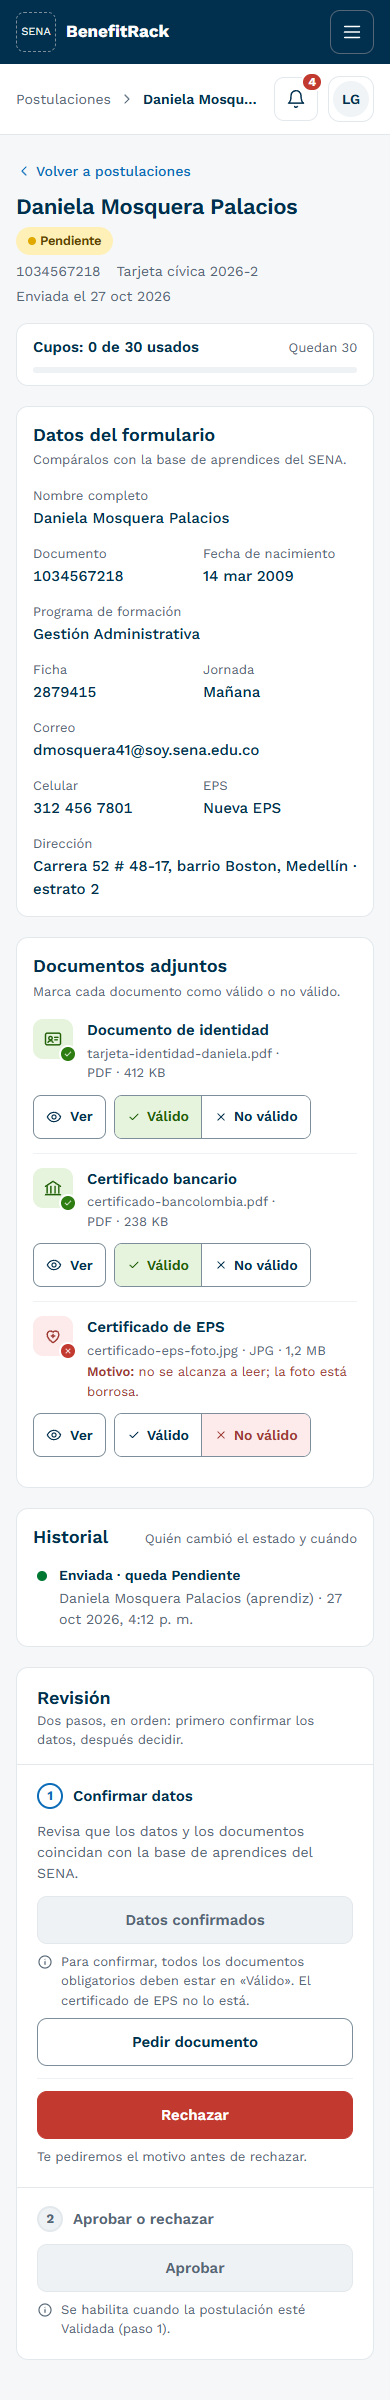 SENA BenefitRack
Postulaciones > Daniela Mosqu... 4 LG
Volver a postulaciones
Daniela Mosquera Palacios
Pendiente
1034567218 Tarjeta cívica 2026-2
Enviada el 27 oct 2026
Cupos: 0 de 30 usados Quedan 30
Datos del formulario
Compáralos con la base de aprendices del SENA.
Nombre completo
Daniela Mosquera Palacios
Documento Fecha de nacimiento
1034567218 14 mar 2009
Programa de formación
Gestión Administrativa
Ficha Jornada
2879415 Mañana
Correo
dmosquera41@soy.sena.edu.co
Celular EPS
312 456 7801 Nueva EPS
Dirección
Carrera 52 # 48-17, barrio Boston, Medellín ·
estrato 2
Documentos adjuntos
Marca cada documento como válido o no válido.
Documento de identidad
tarjeta-identidad-daniela.pdf ·
PDF · 412 KB
Ver Válido No válido
Certificado bancario
certificado-bancolombia.pdf ·
PDF · 238 KB
Ver Válido No válido
Certificado de EPS
certificado-eps-foto.jpg · JPG · 1,2 MB
Motivo: no se alcanza a leer; la foto está
borrosa.
Ver Válido No válido
Historial Quién cambió el estado y cuándo
Enviada · queda Pendiente
Daniela Mosquera Palacios (aprendiz) · 27
oct 2026, 4:12 p. m.
Revisión
Dos pasos, en orden: primero confirmar los
datos, después decidir.
1 Confirmar datos
Revisa que los datos y los documentos
coincidan con la base de aprendices del
SENA.
Datos confirmados
Para confirmar, todos los documentos
obligatorios deben estar en «Válido». El
certificado de EPS no lo está.
Pedir documento
Rechazar
Te pediremos el motivo antes de rechazar.
2 Aprobar o rechazar
Aprobar
Se habilita cuando la postulación esté
Validada (paso 1).